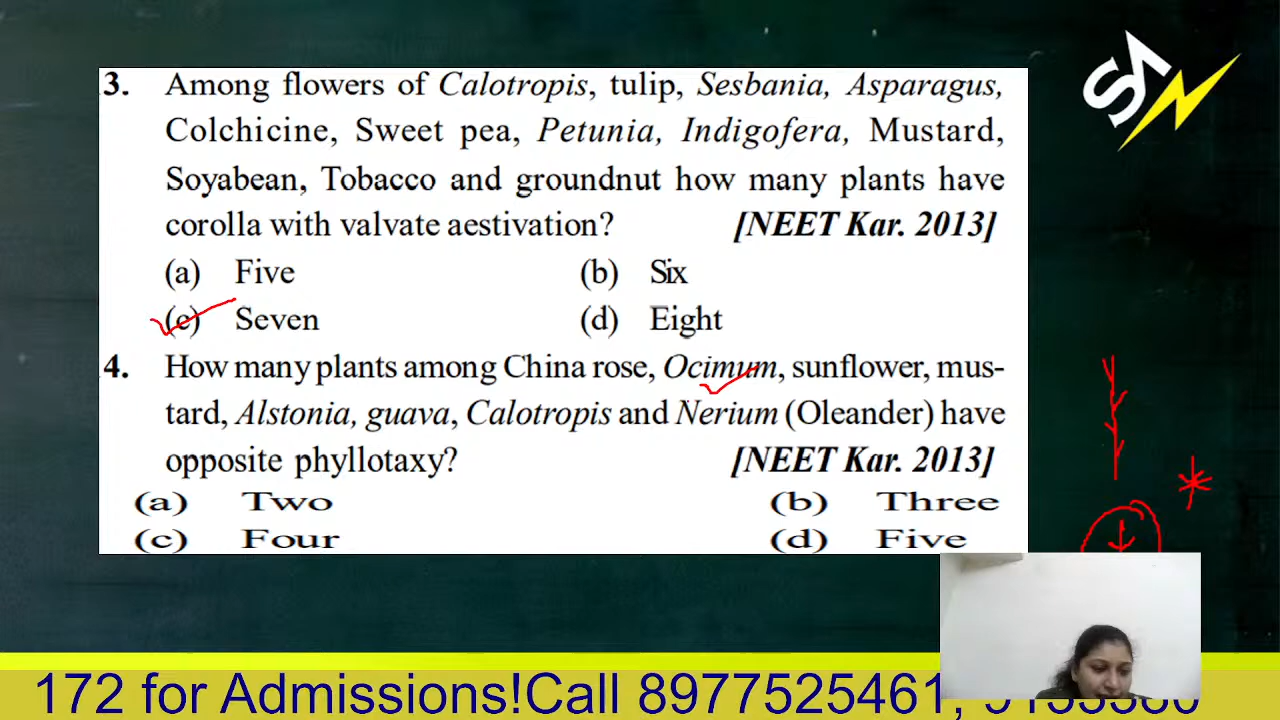 SAN
3. Among flowers of Calotropis, tulip, Sesbania, Asparagus,
Colchicine, Sweet pea, Petunia, Indigofera, Mustard,
Soyabean, Tobacco and groundnut how many plants have
corolla with valvate aestivation? [NEET Kar. 2013]
(a) Five (b) Six
(c) Seven (d) Eight
4. How many plants among China rose, Ocimum, sunflower, mus-
tard, Alstonia, guava, Calotropis and Nerium (Oleander) have
opposite phyllotaxy? [NEET Kar. 2013]
(a) Two (b) Three
(c) Four (d) Five
172 for Admissions!Call 8977525461,